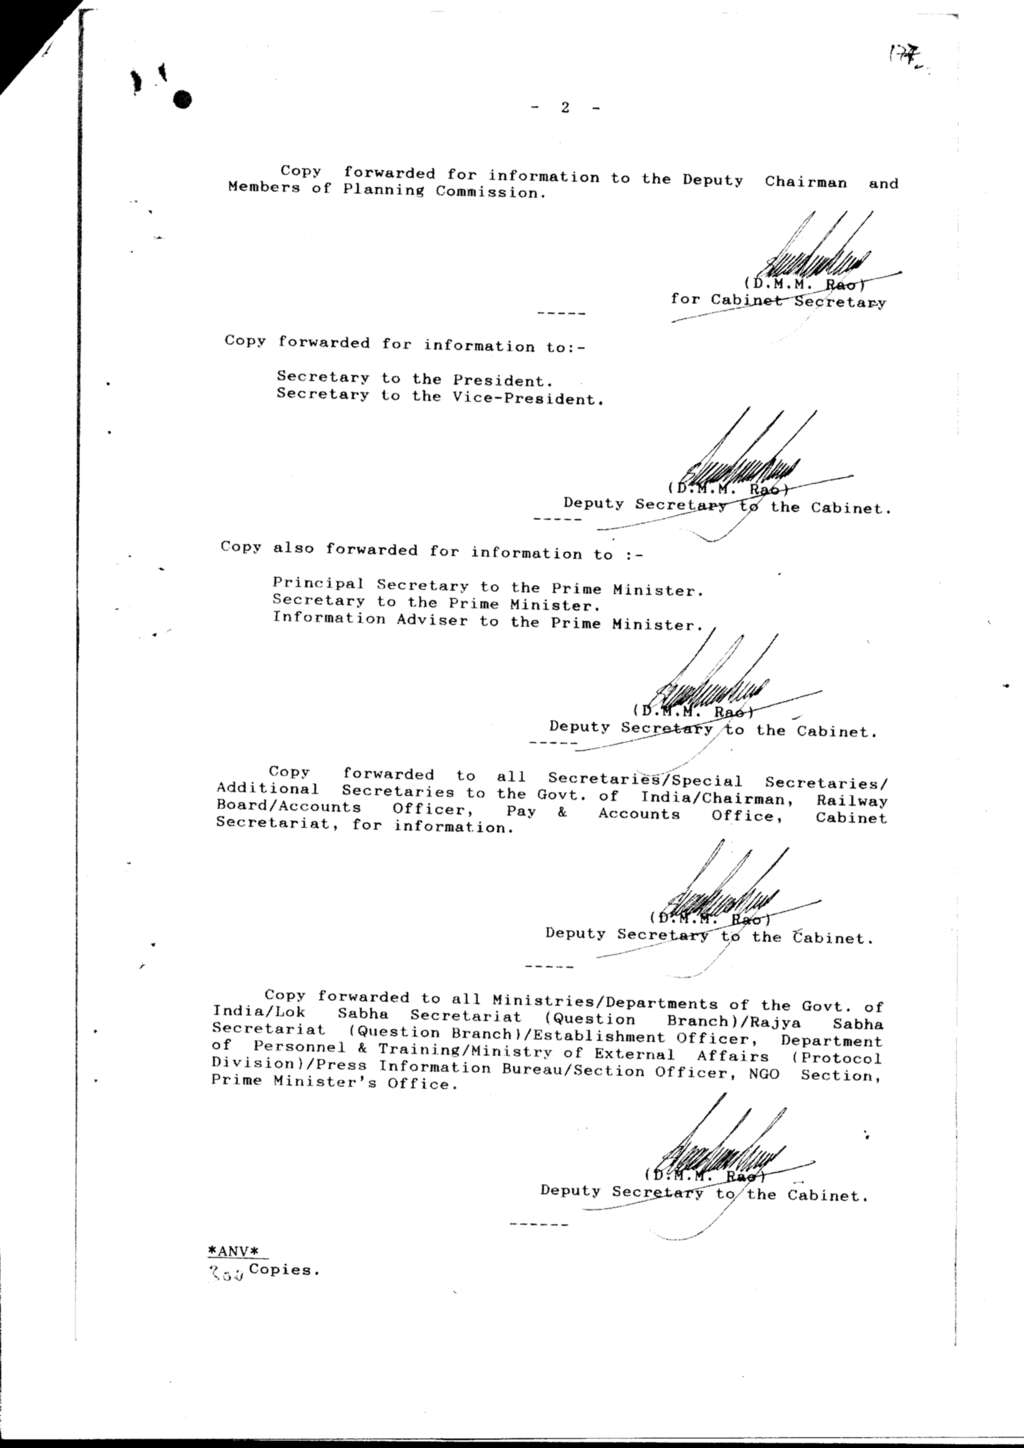 - 2 -
Copy forwarded for information to the Deputy Chairman and
Members of Planning Commission.
(D.M.M. Rao)
for Cabinet Secretary
-----
Copy forwarded for information to:-
Secretary to the President.
Secretary to the Vice-President.
(D.M.M. Rao)
Deputy Secretary to the Cabinet.
-----
Copy also forwarded for information to :-
Principal Secretary to the Prime Minister.
Secretary to the Prime Minister.
Information Adviser to the Prime Minister.
(D.M.M. Rao)
Deputy Secretary to the Cabinet.
-----
Copy forwarded to all Secretaries/Special Secretaries/
Additional Secretaries to the Govt. of India/Chairman, Railway
Board/Accounts Officer, Pay & Accounts Office, Cabinet
Secretariat, for information.
(D.M.M. Rao)
Deputy Secretary to the Cabinet.
-----
Copy forwarded to all Ministries/Departments of the Govt. of
India/Lok Sabha Secretariat (Question Branch)/Rajya Sabha
Secretariat (Question Branch)/Establishment Officer, Department
of Personnel & Training/Ministry of External Affairs (Protocol
Division)/Press Information Bureau/Section Officer, NGO Section,
Prime Minister's Office.
(D.M.M. Rao)
Deputy Secretary to the Cabinet.
------
*ANV*
Copies.